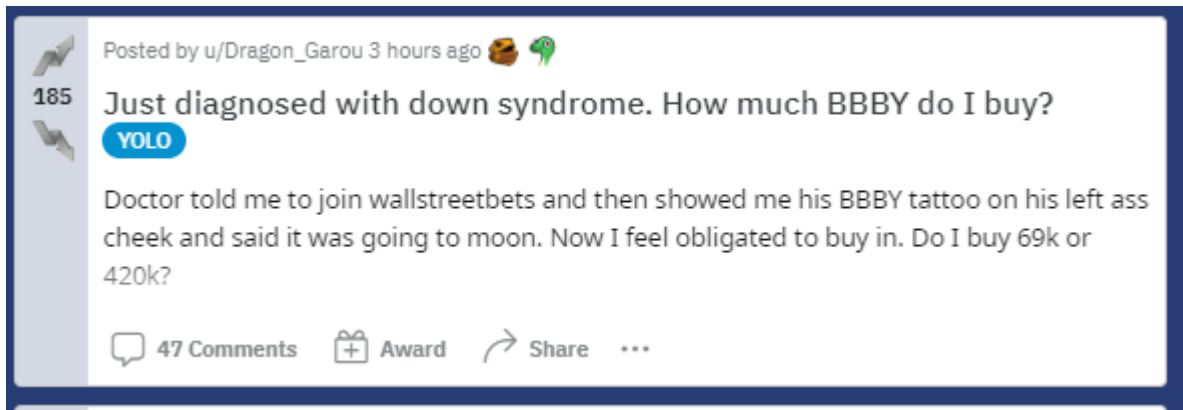 Posted by u/Dragon_Garou 3 hours ago
185
Just diagnosed with down syndrome. How much BBBY do I buy?
YOLO
Doctor told me to join wallstreetbets and then showed me his BBBY tattoo on his left ass
cheek and said it was going to moon. Now I feel obligated to buy in. Do I buy 69k or
420k?
47 Comments Award Share ...